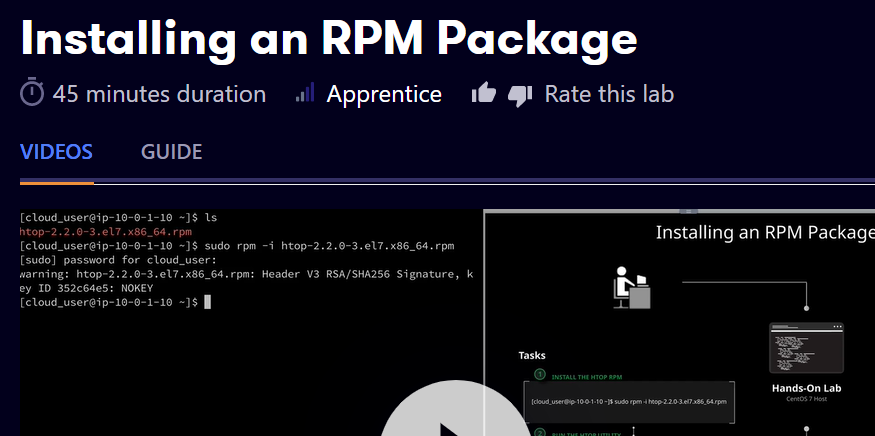 Installing an RPM Package
45 minutes duration
Apprentice
Rate this lab
VIDEOS
GUIDE
[cloud_user@ip-10-0-1-10 ~]$ ls
htop-2.2.0-3.el7.x86_64.rpm
[cloud_user@ip-10-0-1-10 ~]$ sudo rpm -i htop-2.2.0-3.el7.x86_64.rpm
[sudo] password for cloud_user:
warning: htop-2.2.0-3.el7.x86_64.rpm: Header V3 RSA/SHA256 Signature, k
ey ID 352c64e5: NOKEY
[cloud_user@ip-10-0-1-10 ~]$
Installing an RPM Package
Tasks
1 INSTALL THE HTOP RPM
[cloud_user@ip-10-0-1-10 ~]$ sudo rpm -i htop-2.2.0-3.el7.x86_64.rpm
2 RUN THE HTOP UTILITY
Hands-On Lab
CentOS 7 Host